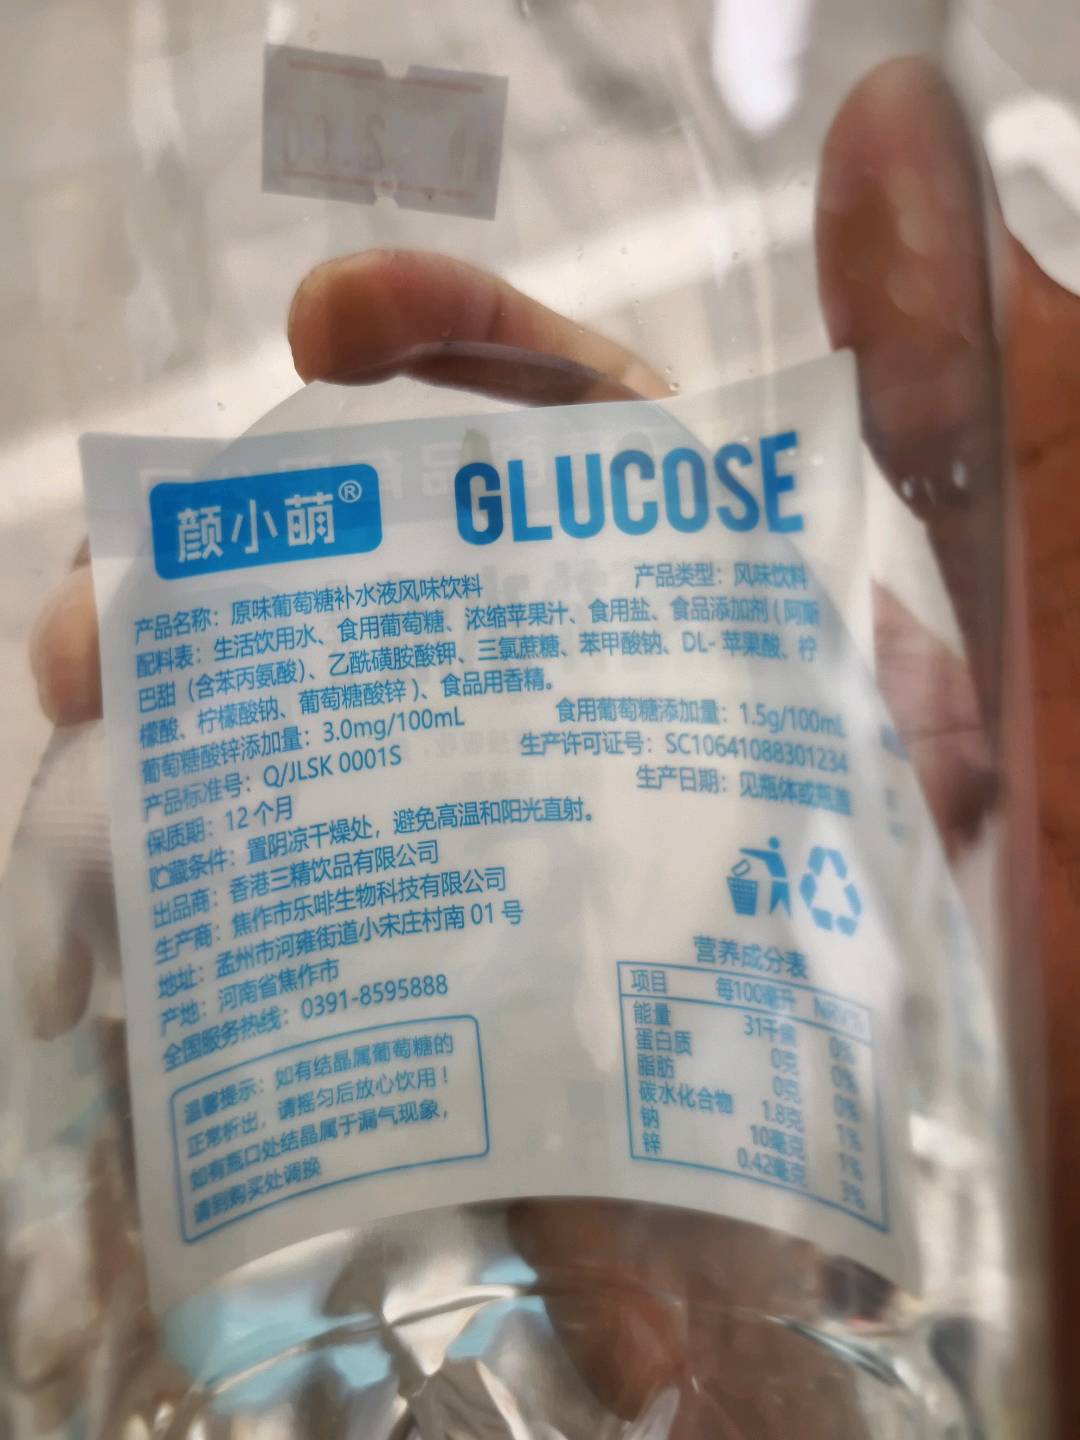 颜小萌®
GLUCOSE
产品名称：原味葡萄糖补水液风味饮料 产品类型：风味饮料
配料表：生活饮用水、食用葡萄糖、浓缩苹果汁、食用盐、食品添加剂（阿斯
巴甜（含苯丙氨酸）、乙酰磺胺酸钾、三氯蔗糖、苯甲酸钠、DL-苹果酸、柠
檬酸、柠檬酸钠、葡萄糖酸锌）、食品用香精。
葡萄糖酸锌添加量：3.0mg/100mL 食用葡萄糖添加量：1.5g/100mL
产品标准号：Q/JLSK 0001S 生产许可证号：SC10641088301234
保质期：12个月 生产日期：见瓶体或瓶盖
贮藏条件：置阴凉干燥处，避免高温和阳光直射。
出品商：香港三精饮品有限公司
生产商：焦作市乐啡生物科技有限公司
地址：孟州市河雍街道小宋庄村南01号
产地：河南省焦作市
全国服务热线：0391-8595888
温馨提示：如有结晶属葡萄糖的
正常析出，请摇匀后放心饮用！
如有瓶口处结晶属于漏气现象，
请到购买处调换
营养成分表
项目 每100毫升 NRV%
能量 31千焦 0%
蛋白质 0克 0%
脂肪 0克 0%
碳水化合物 1.8克 1%
钠 10毫克 1%
锌 0.42毫克 3%